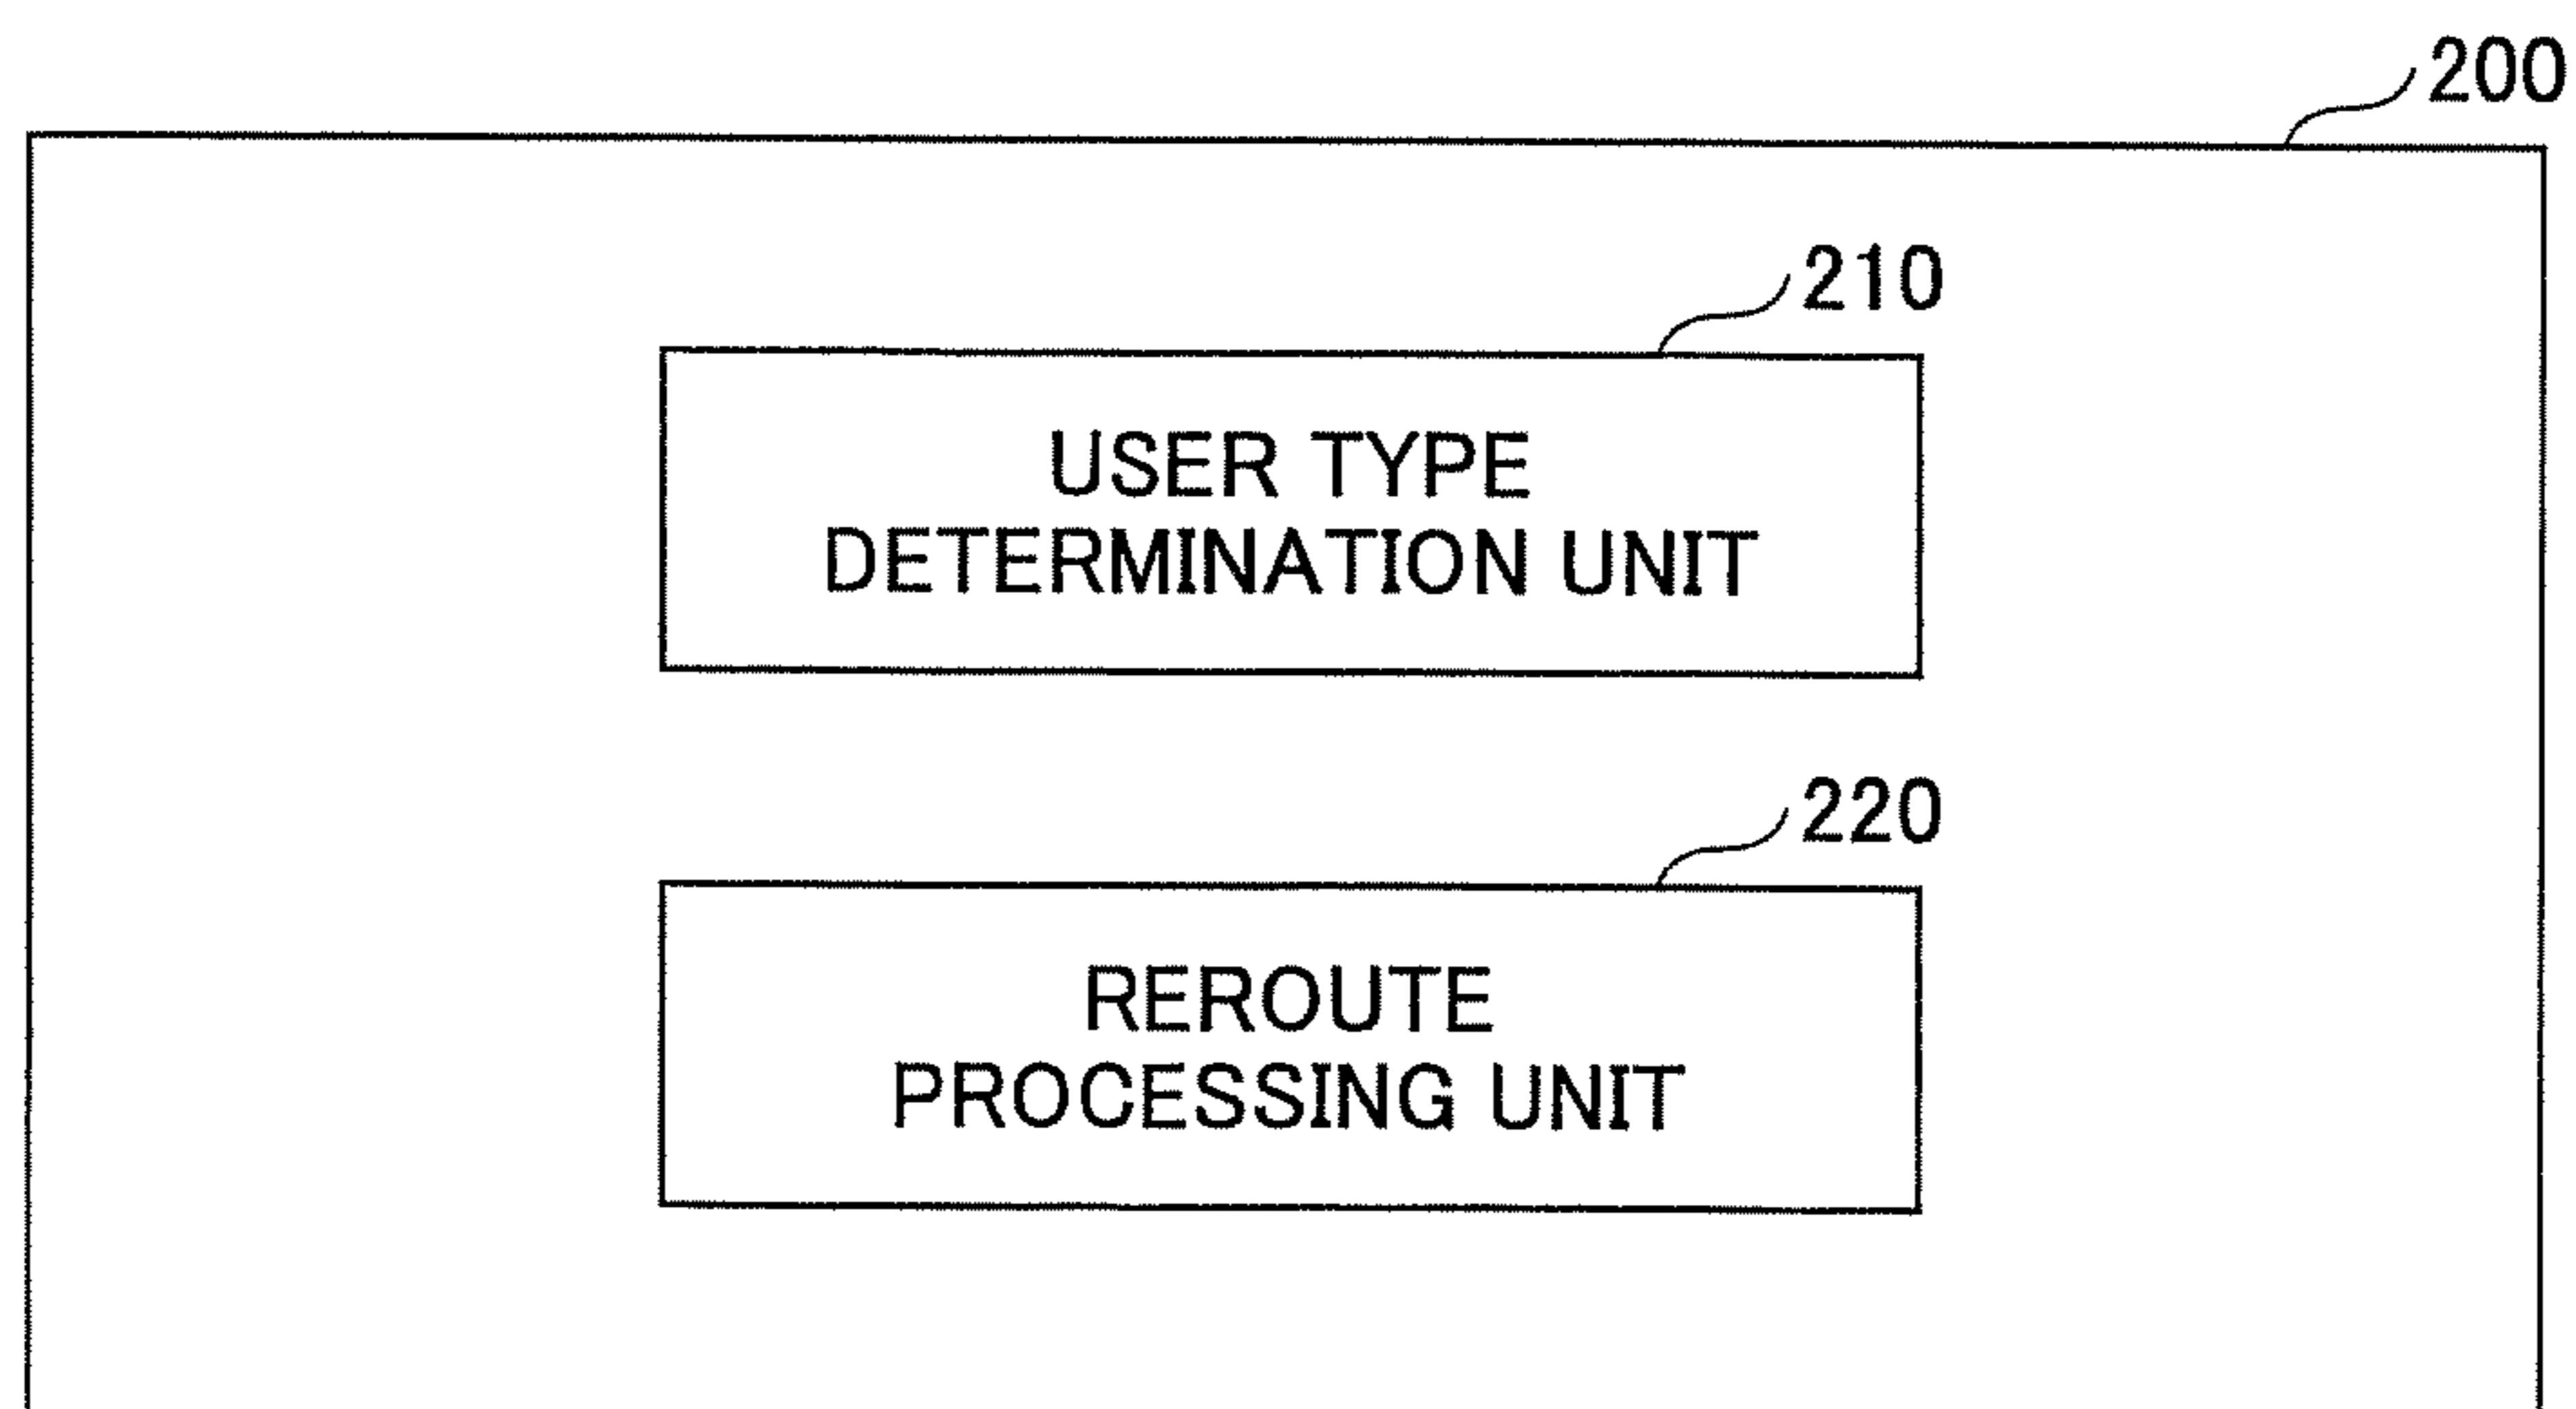 200
210
USER TYPE
DETERMINATION UNIT
220
REROUTE
PROCESSING UNIT